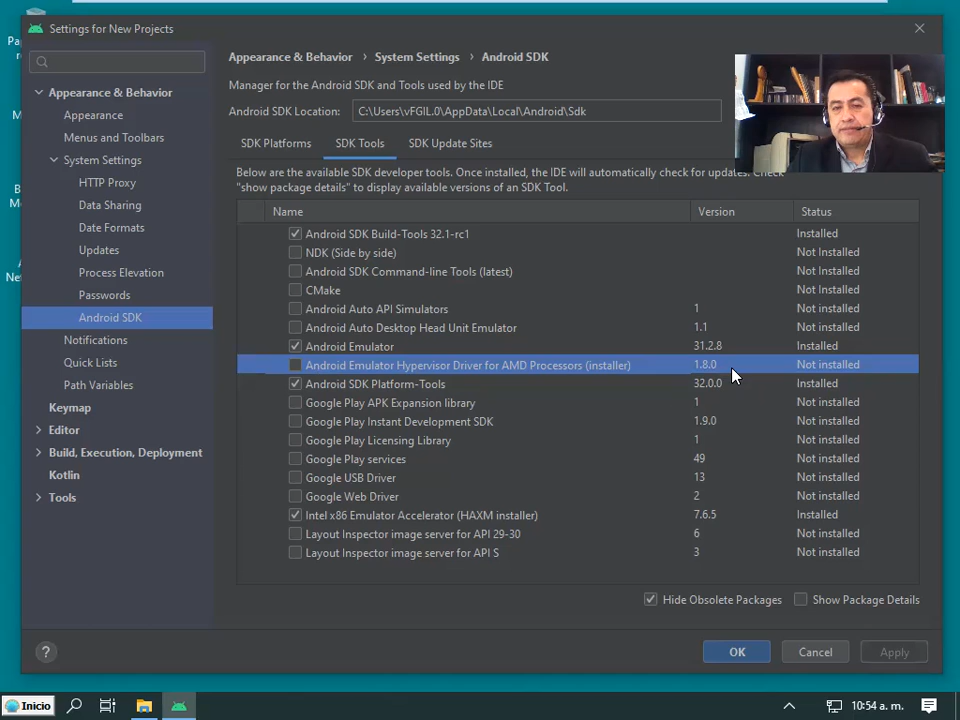 Settings for New Projects
Appearance & Behavior
Appearance
Menus and Toolbars
System Settings
HTTP Proxy
Data Sharing
Date Formats
Updates
Process Elevation
Passwords
Android SDK
Notifications
Quick Lists
Path Variables
Keymap
Editor
Build, Execution, Deployment
Kotlin
Tools
Appearance & Behavior › System Settings › Android SDK
Manager for the Android SDK and Tools used by the IDE
Android SDK Location: C:\Users\vFGIL.0\AppData\Local\Android\Sdk
SDK Platforms SDK Tools SDK Update Sites
Below are the available SDK developer tools. Once installed, the IDE will automatically check for updates. Check
"show package details" to display available versions of an SDK Tool.
Name Version Status
Android SDK Build-Tools 32.1-rc1 Installed
NDK (Side by side) Not Installed
Android SDK Command-line Tools (latest) Not Installed
CMake Not Installed
Android Auto API Simulators 1 Not installed
Android Auto Desktop Head Unit Emulator 1.1 Not installed
Android Emulator 31.2.8 Installed
Android Emulator Hypervisor Driver for AMD Processors (installer) 1.8.0 Not installed
Android SDK Platform-Tools 32.0.0 Installed
Google Play APK Expansion library 1 Not installed
Google Play Instant Development SDK 1.9.0 Not installed
Google Play Licensing Library 1 Not installed
Google Play services 49 Not installed
Google USB Driver 13 Not installed
Google Web Driver 2 Not installed
Intel x86 Emulator Accelerator (HAXM installer) 7.6.5 Installed
Layout Inspector image server for API 29-30 6 Not installed
Layout Inspector image server for API S 3 Not installed
Hide Obsolete Packages Show Package Details
? OK Cancel Apply
Inicio 10:54 a. m.